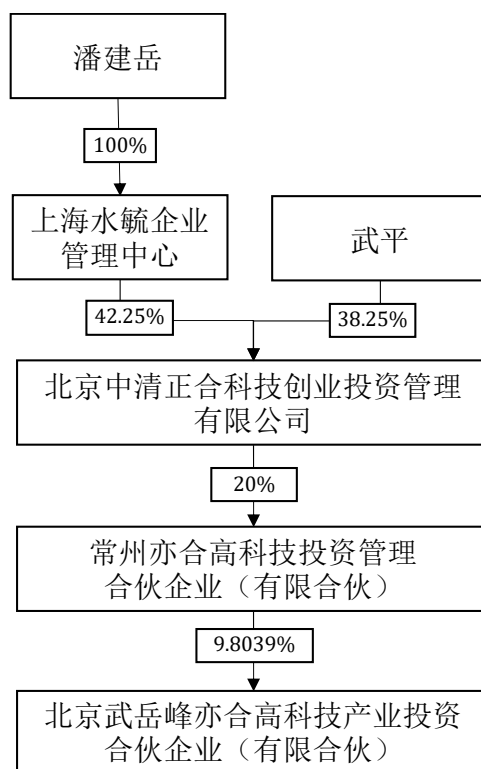 潘建岳
100%
上海水毓企业
管理中心
武平
42.25%
38.25%
北京中清正合科技创业投资管理
有限公司
20%
常州亦合高科技投资管理
合伙企业（有限合伙）
9.8039%
北京武岳峰亦合高科技产业投资
合伙企业（有限合伙）